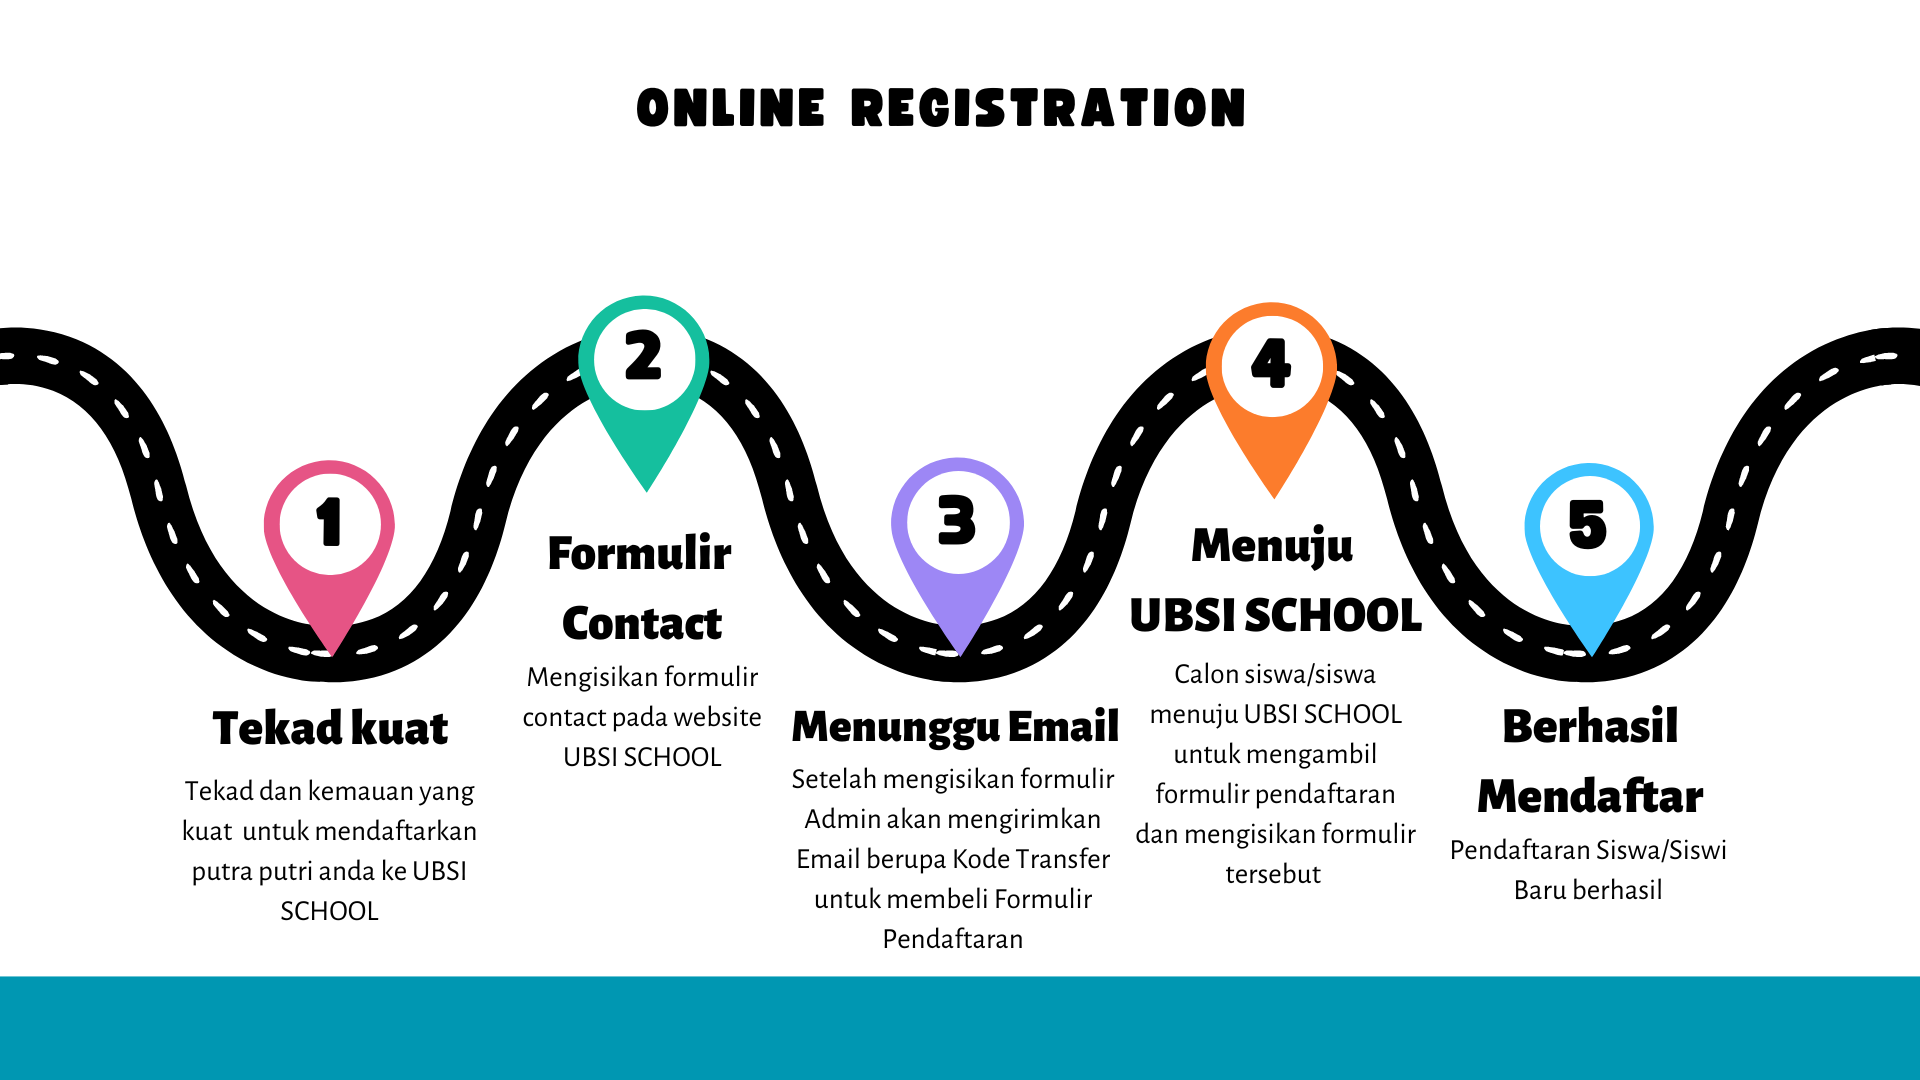 ONLINE REGISTRATION
1
Tekad kuat
Tekad dan kemauan yang
kuat  untuk mendaftarkan
putra putri anda ke UBSI
SCHOOL
2
Formulir
Contact
Mengisikan formulir
contact pada website
UBSI SCHOOL
3
Menunggu Email
Setelah mengisikan formulir
Admin akan mengirimkan
Email berupa Kode Transfer
untuk membeli Formulir
Pendaftaran
4
Menuju
UBSI SCHOOL
Calon siswa/siswa
menuju UBSI SCHOOL
untuk mengambil
formulir pendaftaran
dan mengisikan formulir
tersebut
5
Berhasil
Mendaftar
Pendaftaran Siswa/Siswi
Baru berhasil